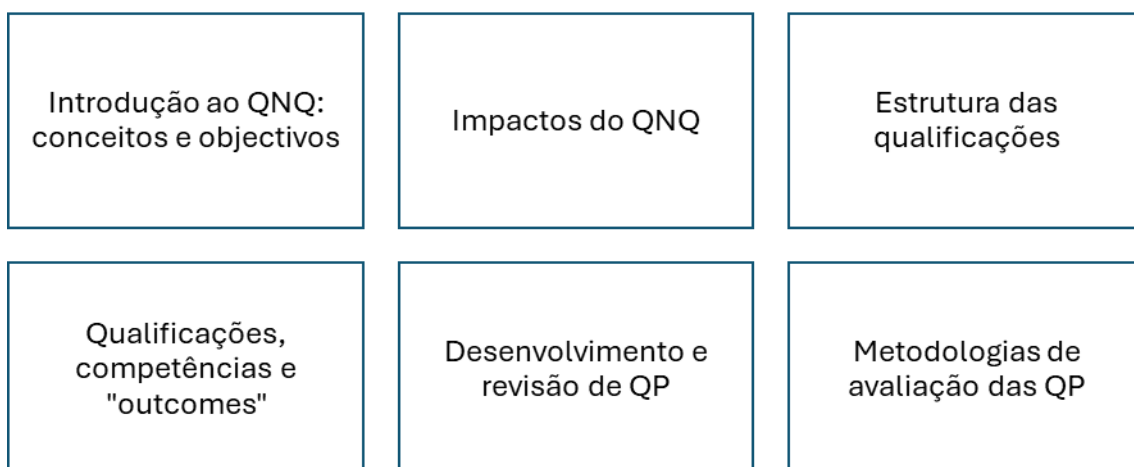 Introdução ao QNQ:
conceitos e objectivos
Impactos do QNQ
Estrutura das
qualificações
Qualificações,
competências e
"outcomes"
Desenvolvimento e
revisão de QP
Metodologias de
avaliação das QP